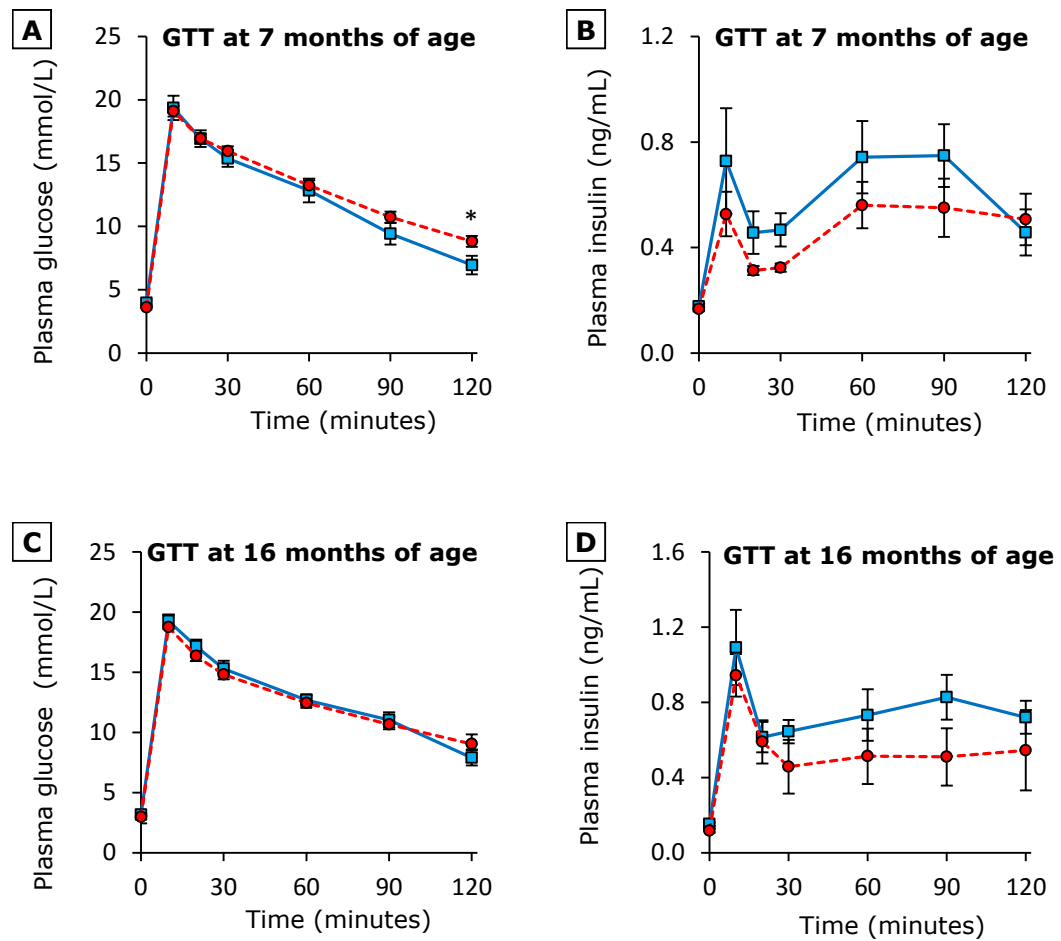 A
GTT at 7 months of age
Plasma glucose (mmol/L)
25
20
15
10
5
0
*
0 30 60 90 120
Time (minutes)
B
GTT at 7 months of age
Plasma insulin (ng/mL)
1.2
0.8
0.4
0.0
0 30 60 90 120
Time (minutes)
C
GTT at 16 months of age
Plasma glucose (mmol/L)
25
20
15
10
5
0
0 30 60 90 120
Time (minutes)
D
GTT at 16 months of age
Plasma insulin (ng/mL)
1.6
1.2
0.8
0.4
0.0
0 30 60 90 120
Time (minutes)